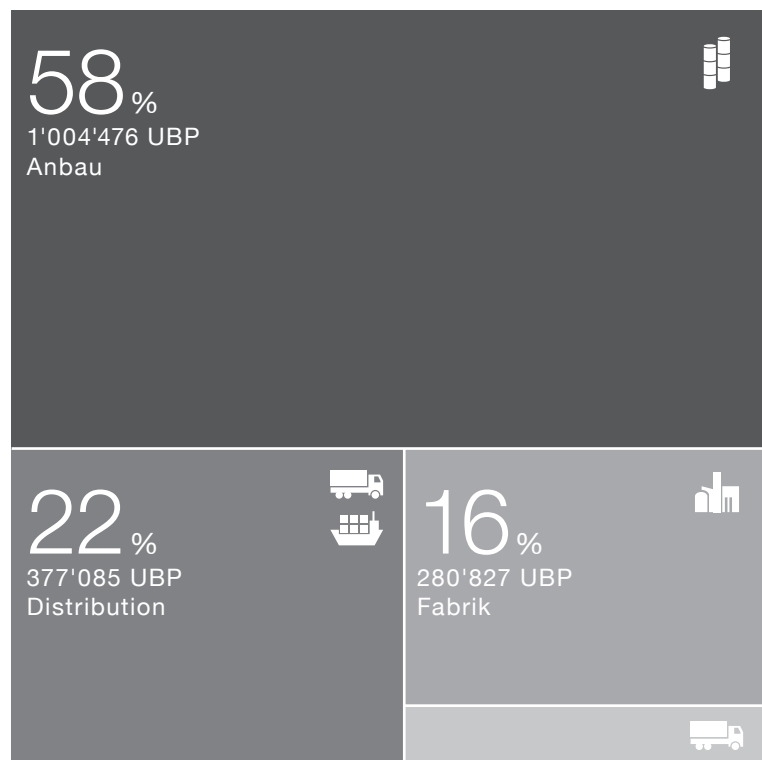 58 %
1'004'476 UBP
Anbau
22 %
377'085 UBP
Distribution
16 %
280'827 UBP
Fabrik